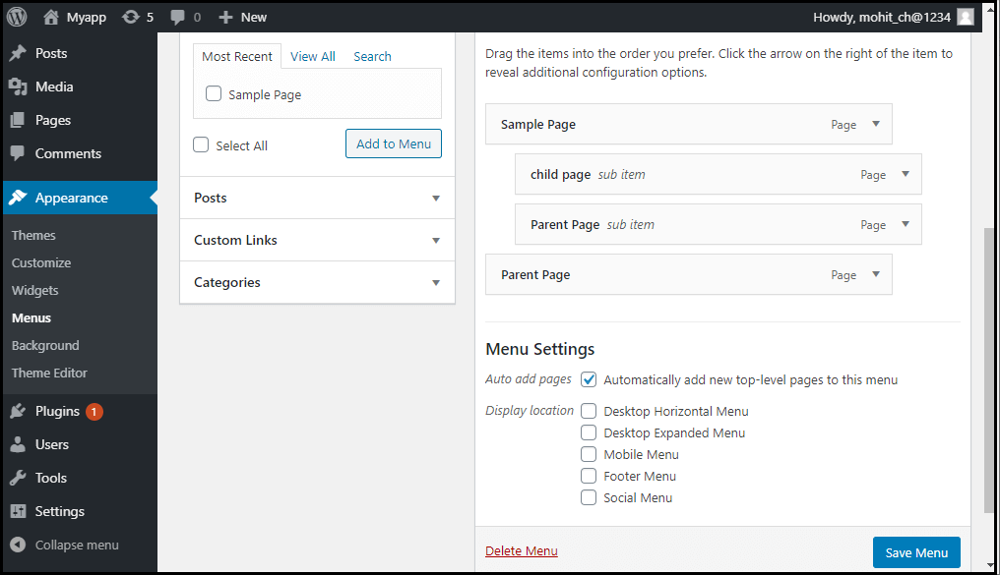 Myapp 5 0 New Howdy, mohit_ch@1234
Posts
Media
Pages
Comments
Appearance
Themes
Customize
Widgets
Menus
Background
Theme Editor
Plugins 1
Users
Tools
Settings
Collapse menu
Most Recent View All Search
Sample Page
Select All Add to Menu
Posts
Custom Links
Categories
Drag the items into the order you prefer. Click the arrow on the right of the item to
reveal additional configuration options.
Sample Page Page
child page sub item Page
Parent Page sub item Page
Parent Page Page
Menu Settings
Auto add pages Automatically add new top-level pages to this menu
Display location Desktop Horizontal Menu
Desktop Expanded Menu
Mobile Menu
Footer Menu
Social Menu
Delete Menu Save Menu